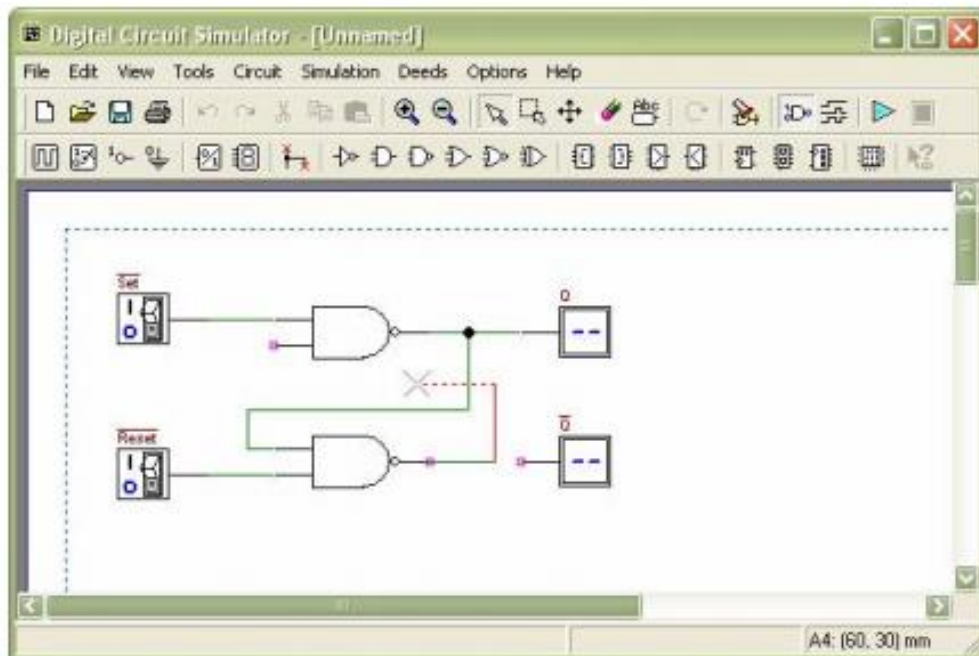 Digital Circuit Simulator - [Unnamed]
File Edit View Tools Circuit Simulation Deeds Options Help
Abc
Set
Q
Reset
Q
A4: (60, 30) mm